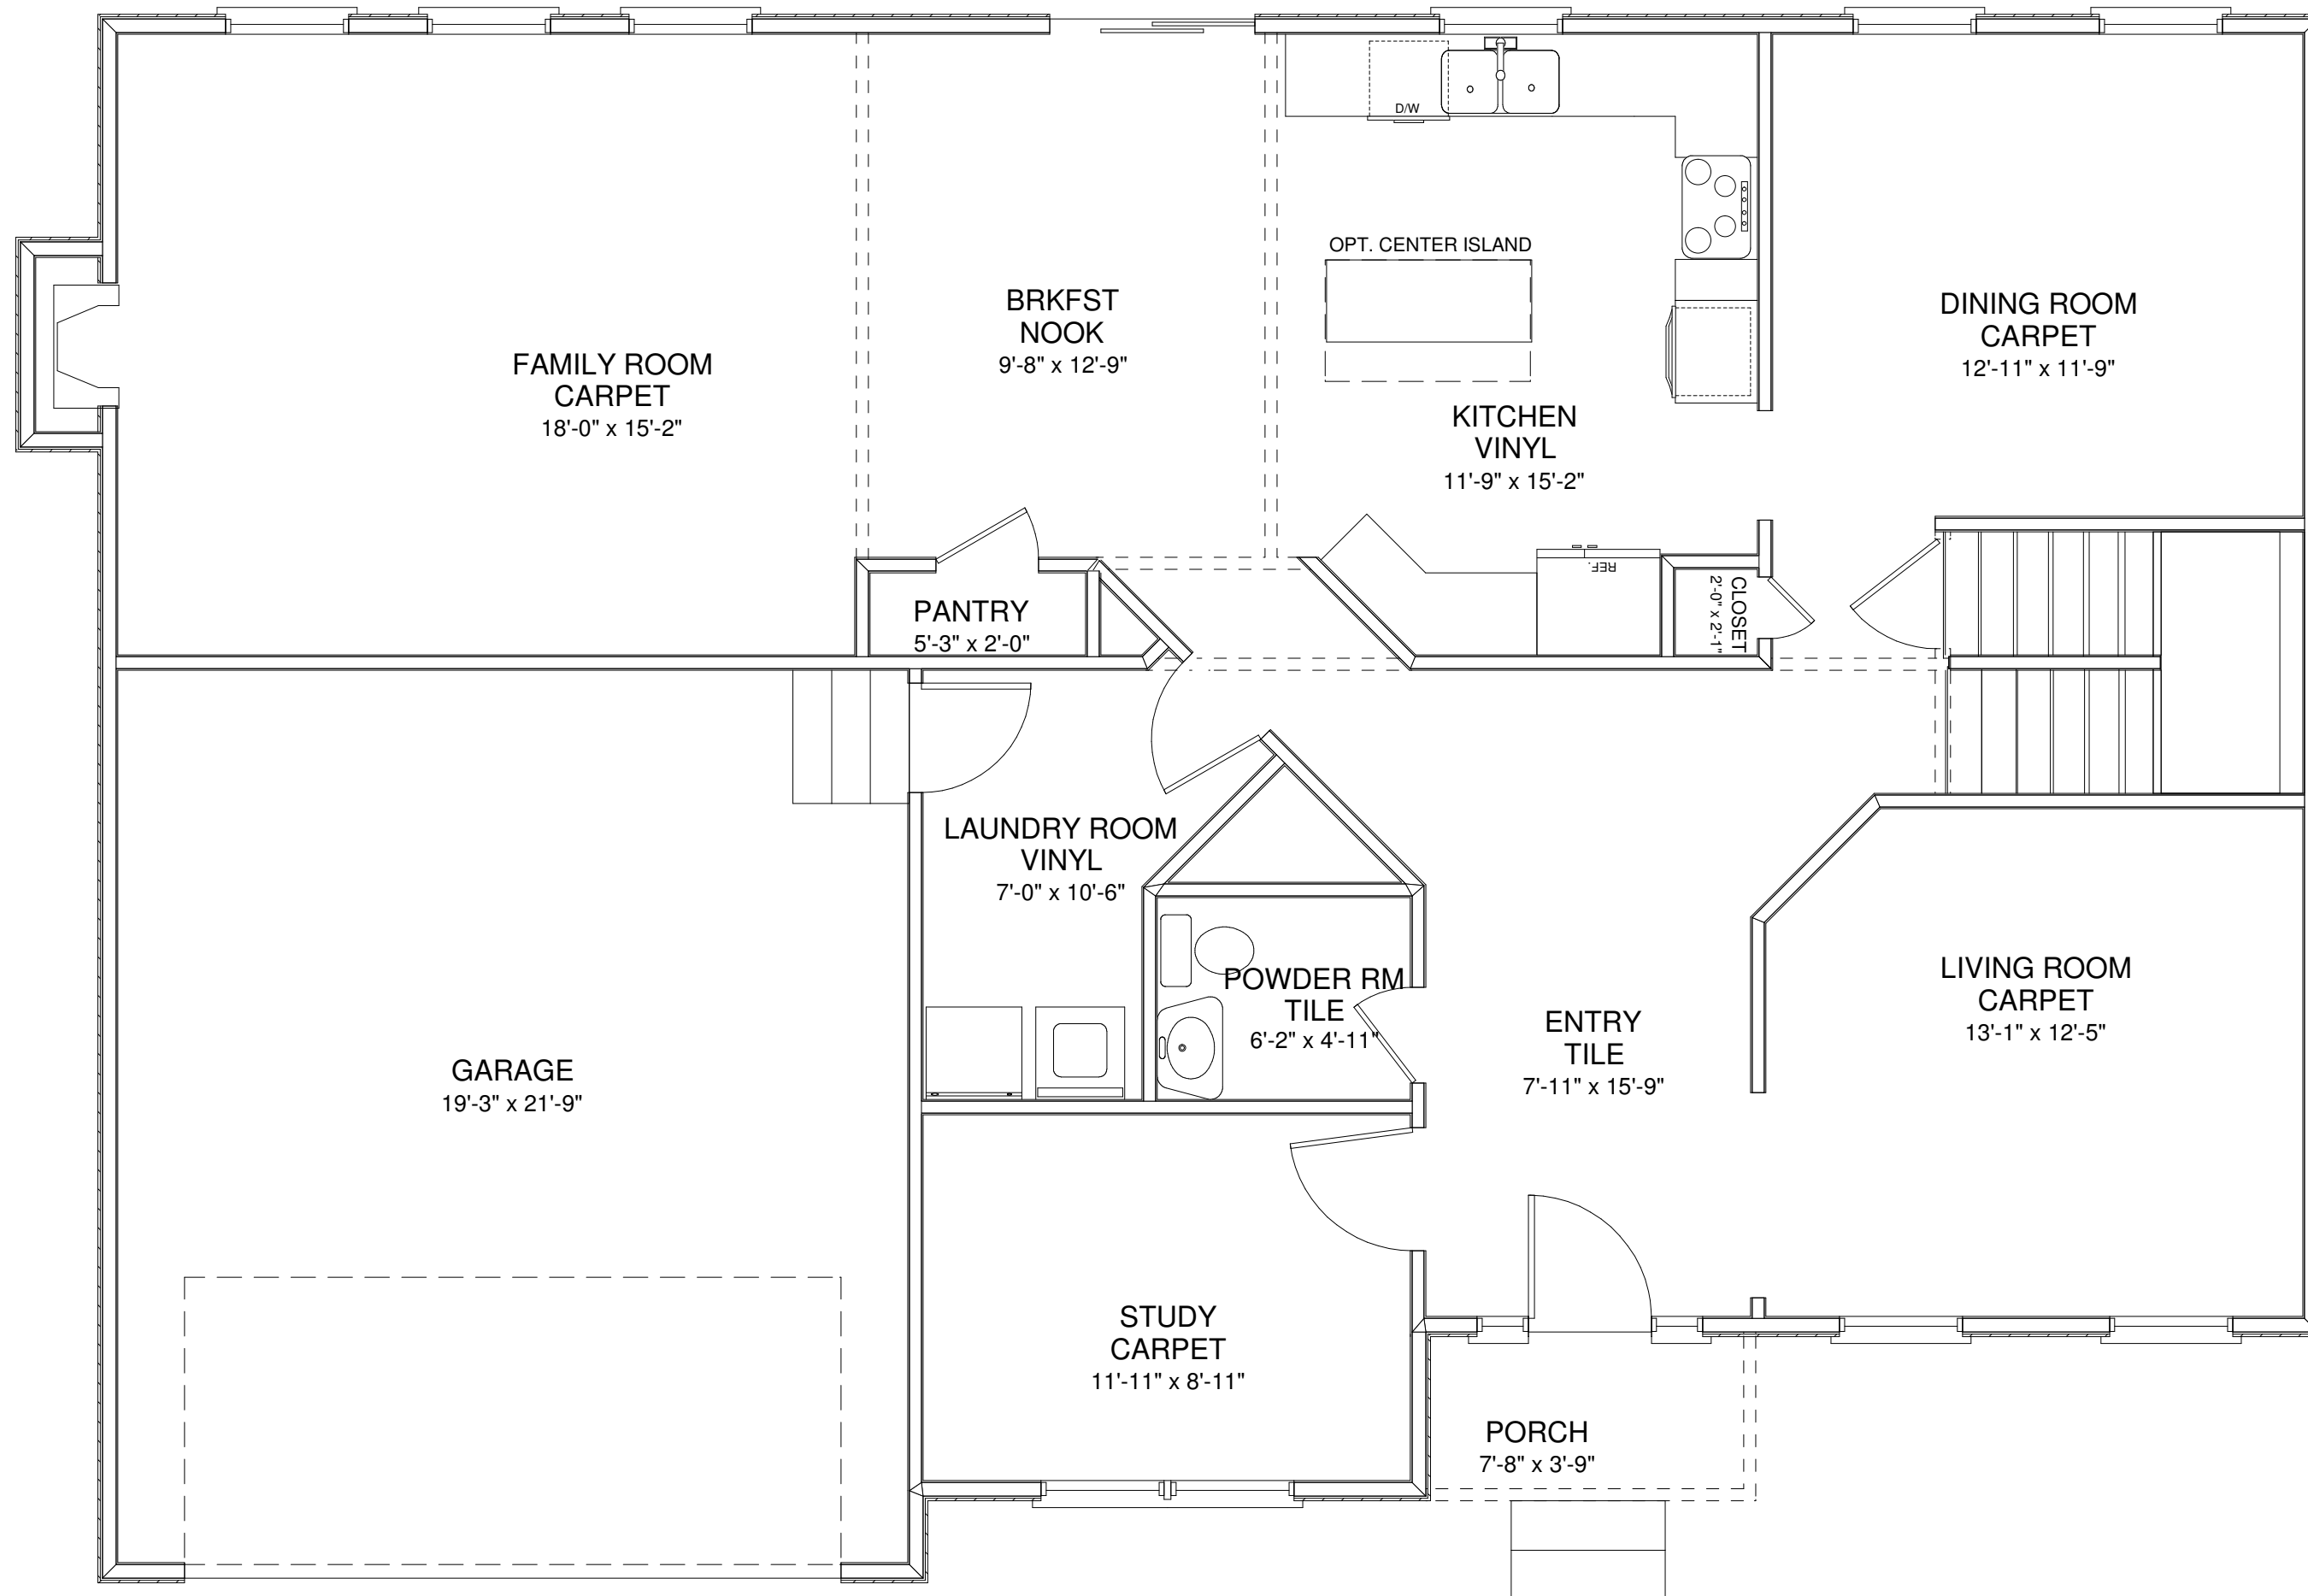 D/W
OPT. CENTER ISLAND
BRKFST
NOOK
9'-8" x 12'-9"
DINING ROOM
CARPET
12'-11" x 11'-9"
FAMILY ROOM
CARPET
18'-0" x 15'-2"
KITCHEN
VINYL
11'-9" x 15'-2"
REF.
CLOSET
2'-0" x 2'-1"
PANTRY
5'-3" x 2'-0"
LAUNDRY ROOM
VINYL
7'-0" x 10'-6"
POWDER RM
TILE
6'-2" x 4'-11"
LIVING ROOM
CARPET
13'-1" x 12'-5"
ENTRY
TILE
7'-11" x 15'-9"
GARAGE
19'-3" x 21'-9"
STUDY
CARPET
11'-11" x 8'-11"
PORCH
7'-8" x 3'-9"